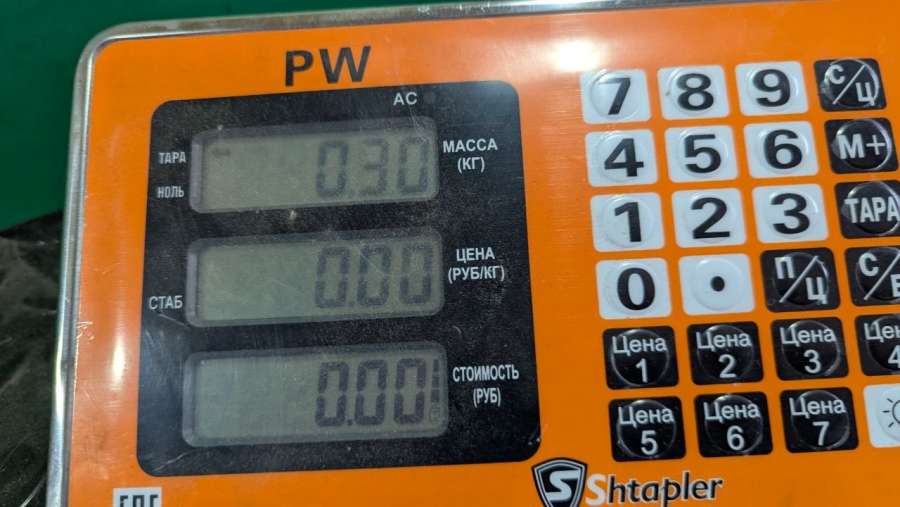 PW
AC
ТАРА
НОЛЬ
0.30
МАССА
(КГ)
СТАБ
0.00
ЦЕНА
(РУБ/КГ)
0.00
СТОИМОСТЬ
(РУБ)
7 8 9 С/Ц
4 5 6 М+
1 2 3 ТАРА
0 . П/Ц
Цена 1
Цена 2
Цена 3
4
Цена 5
Цена 6
Цена 7
S Shtapler